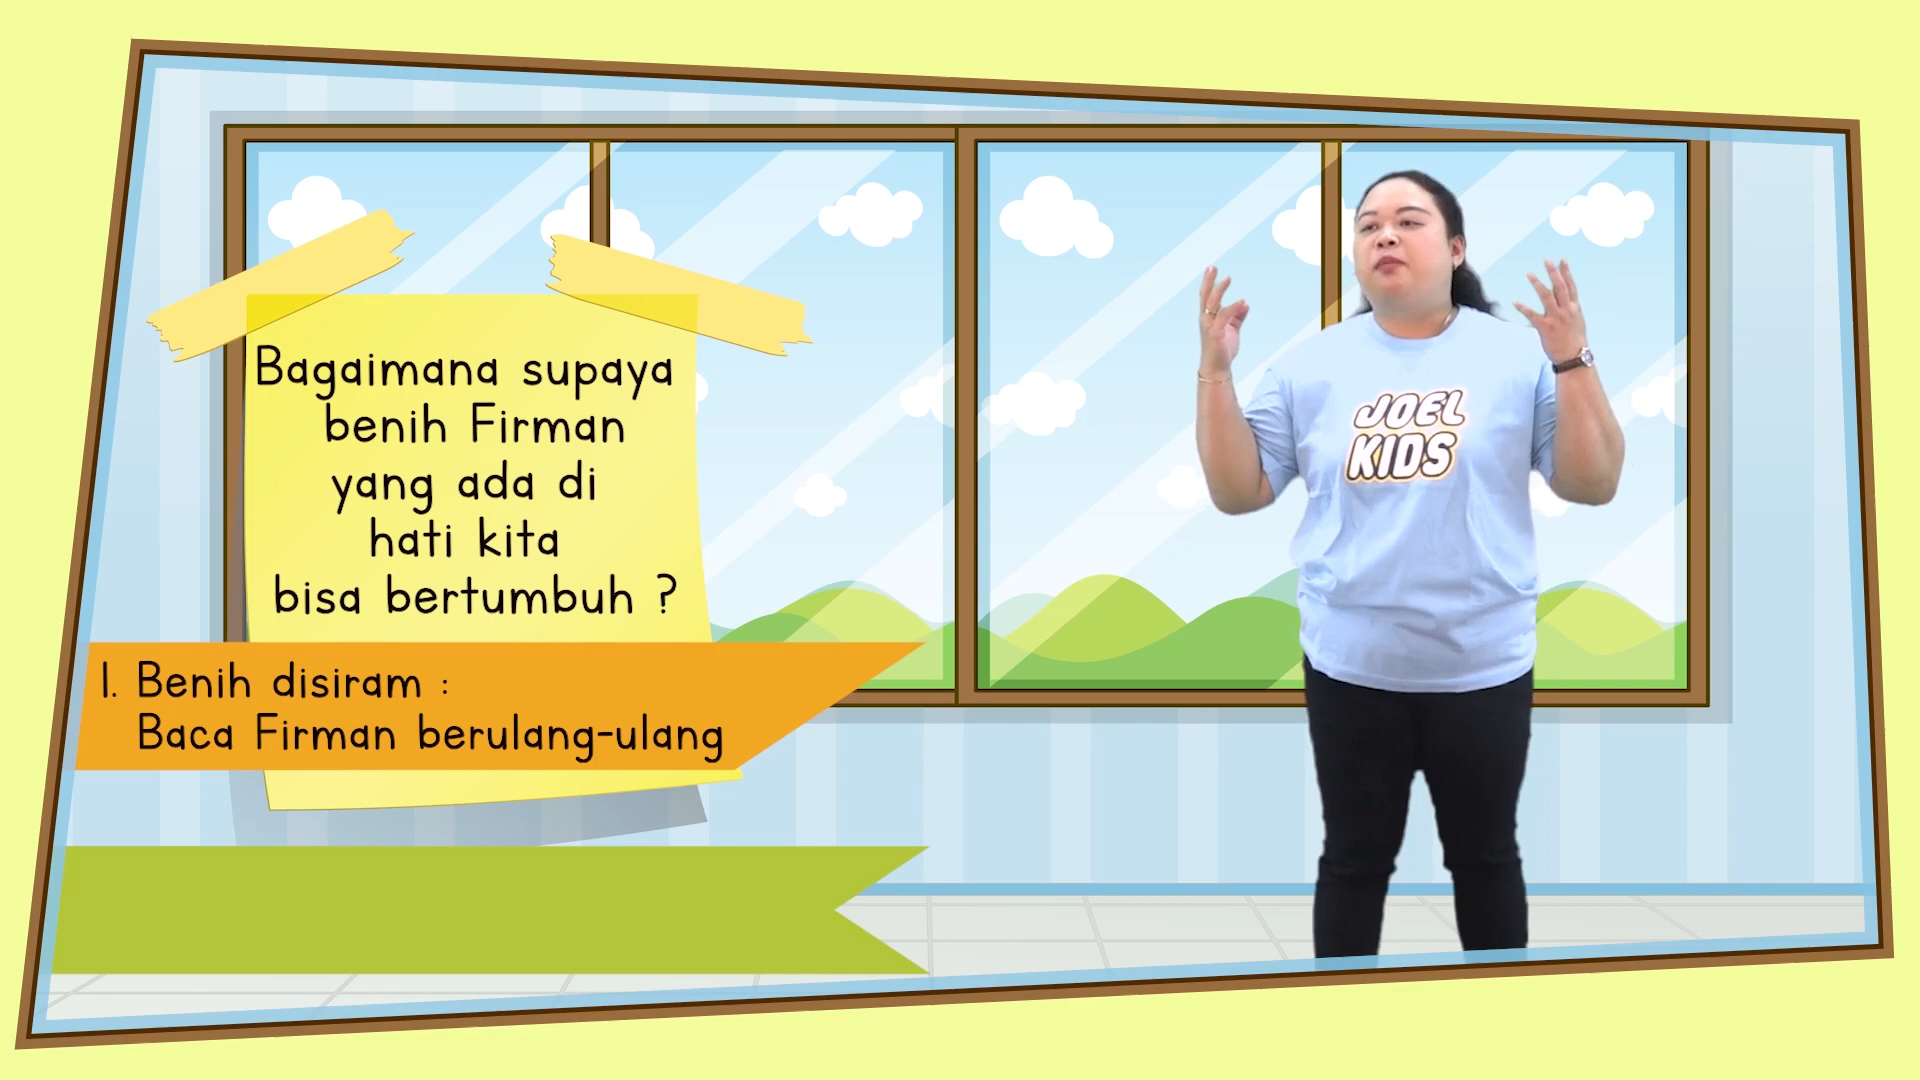 Bagaimana supaya
benih Firman
yang ada di
hati kita
bisa bertumbuh ?
1. Benih disiram :
Baca Firman berulang-ulang
JOEL
KIDS